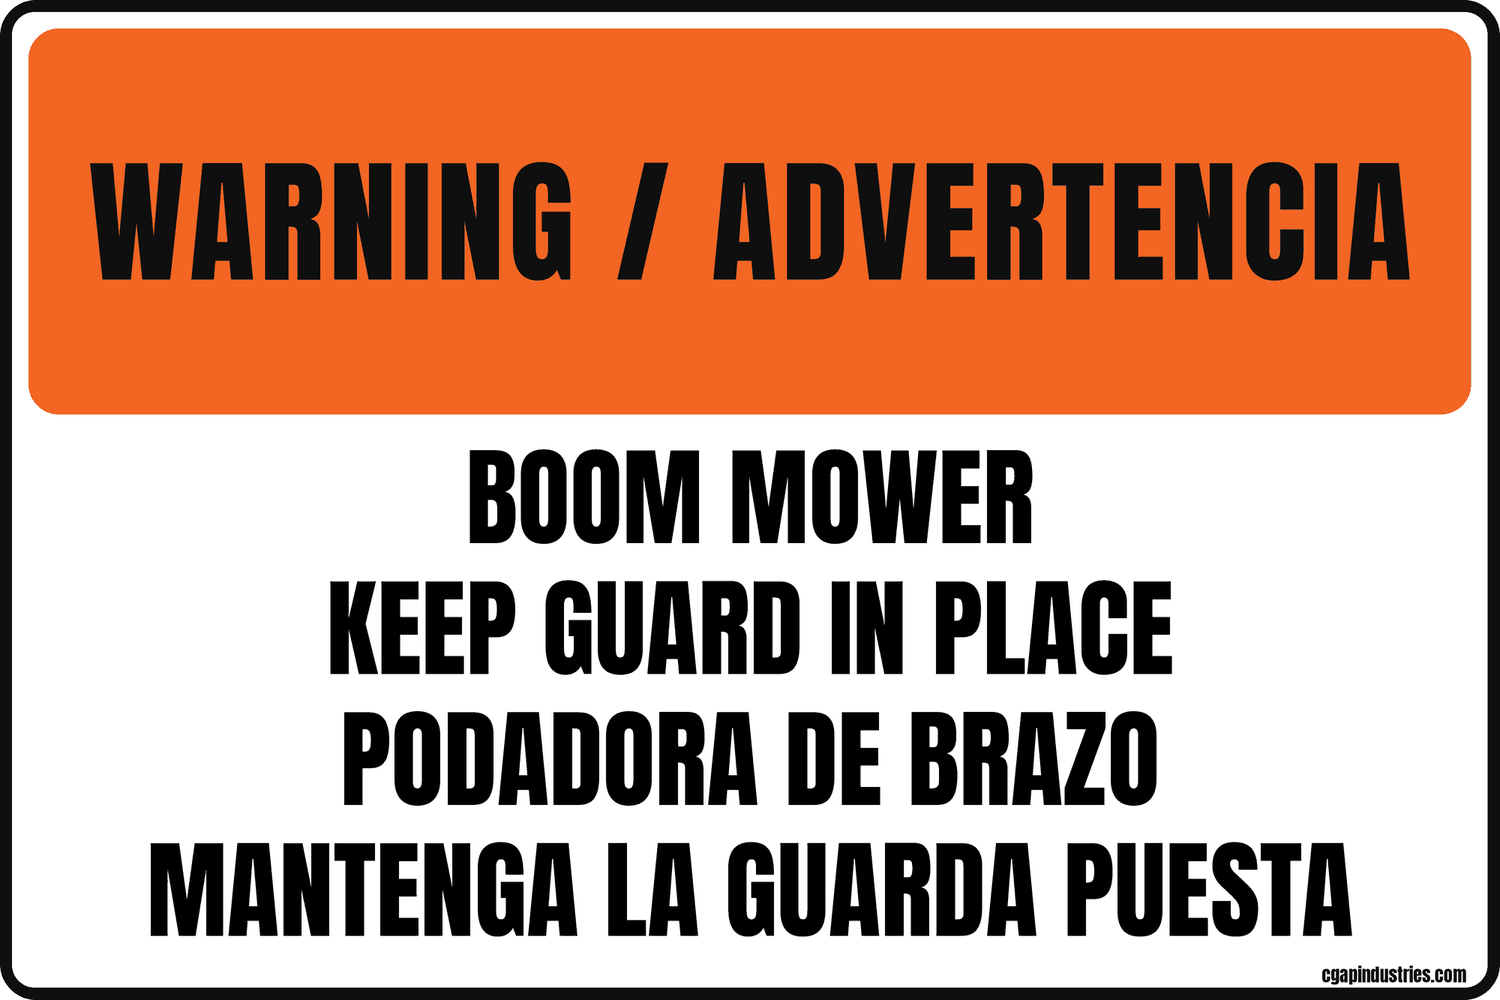 WARNING / ADVERTENCIA
BOOM MOWER
KEEP GUARD IN PLACE
PODADORA DE BRAZO
MANTENGA LA GUARDA PUESTA
cgapindustries.com